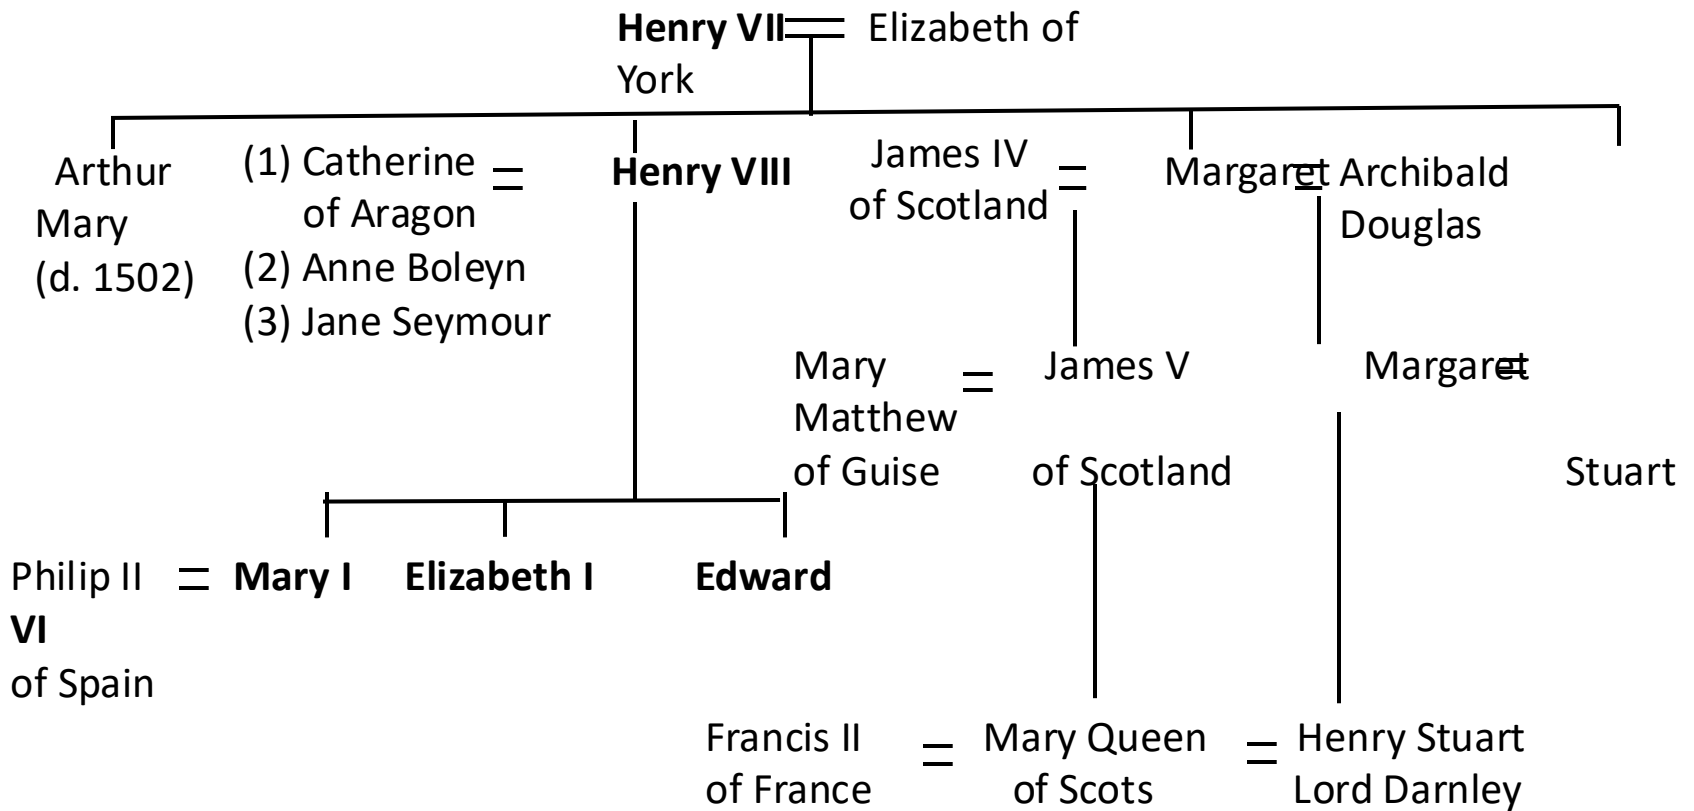 Henry VII Elizabeth of
York
Arthur (1) Catherine of Aragon Henry VIII James IV of Scotland Margaret Archibald Douglas
Mary
(d. 1502) (2) Anne Boleyn
(3) Jane Seymour
Mary James V Margaret
Matthew
of Guise of Scotland Stuart
Philip II Mary I Elizabeth I Edward
VI
of Spain
Francis II Mary Queen Henry Stuart
of France of Scots Lord Darnley